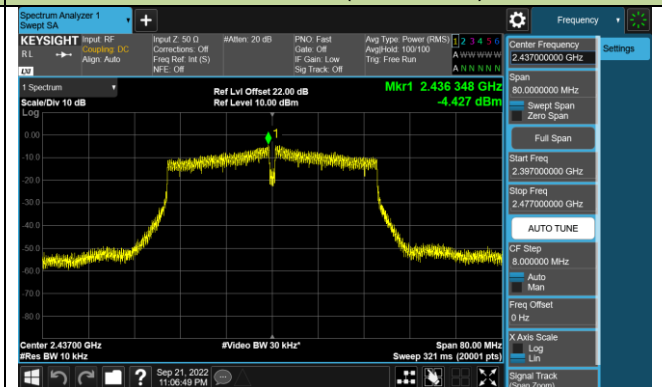 Spectrum Analyzer 1
Swept SA
Frequency
KEYSIGHT
RL
LXI
Input: RF
Coupling: DC
Align: Auto
Input Z: 50 Ω
Corrections: Off
Freq Ref: Int (S)
NFE: Off
#Atten: 20 dB
PNO: Fast
Gate: Off
IF Gain: Low
Sig Track: Off
Avg Type: Power (RMS)
Avg|Hold: 100/100
Trig: Free Run
1 2 3 4 5 6
A W W W W W
A N N N N N
Center Frequency
2.437000000 GHz
Settings
Span
80.0000000 MHz
Swept Span
Zero Span
Full Span
Start Freq
2.397000000 GHz
Stop Freq
2.477000000 GHz
AUTO TUNE
CF Step
8.000000 MHz
Auto
Man
Freq Offset
0 Hz
X Axis Scale
Log
Lin
Signal Track
(Span Zoom)
1 Spectrum
Scale/Div 10 dB
Log
Ref Lvl Offset 22.00 dB
Ref Level 10.00 dBm
Mkr1 2.436 348 GHz
-4.427 dBm
1
0.00
-10.0
-20.0
-30.0
-40.0
-50.0
-60.0
-70.0
-80.0
Center 2.43700 GHz
#Res BW 10 kHz
#Video BW 30 kHz*
Span 80.00 MHz
Sweep 321 ms (20001 pts)
Sep 21, 2022
11:06:49 PM